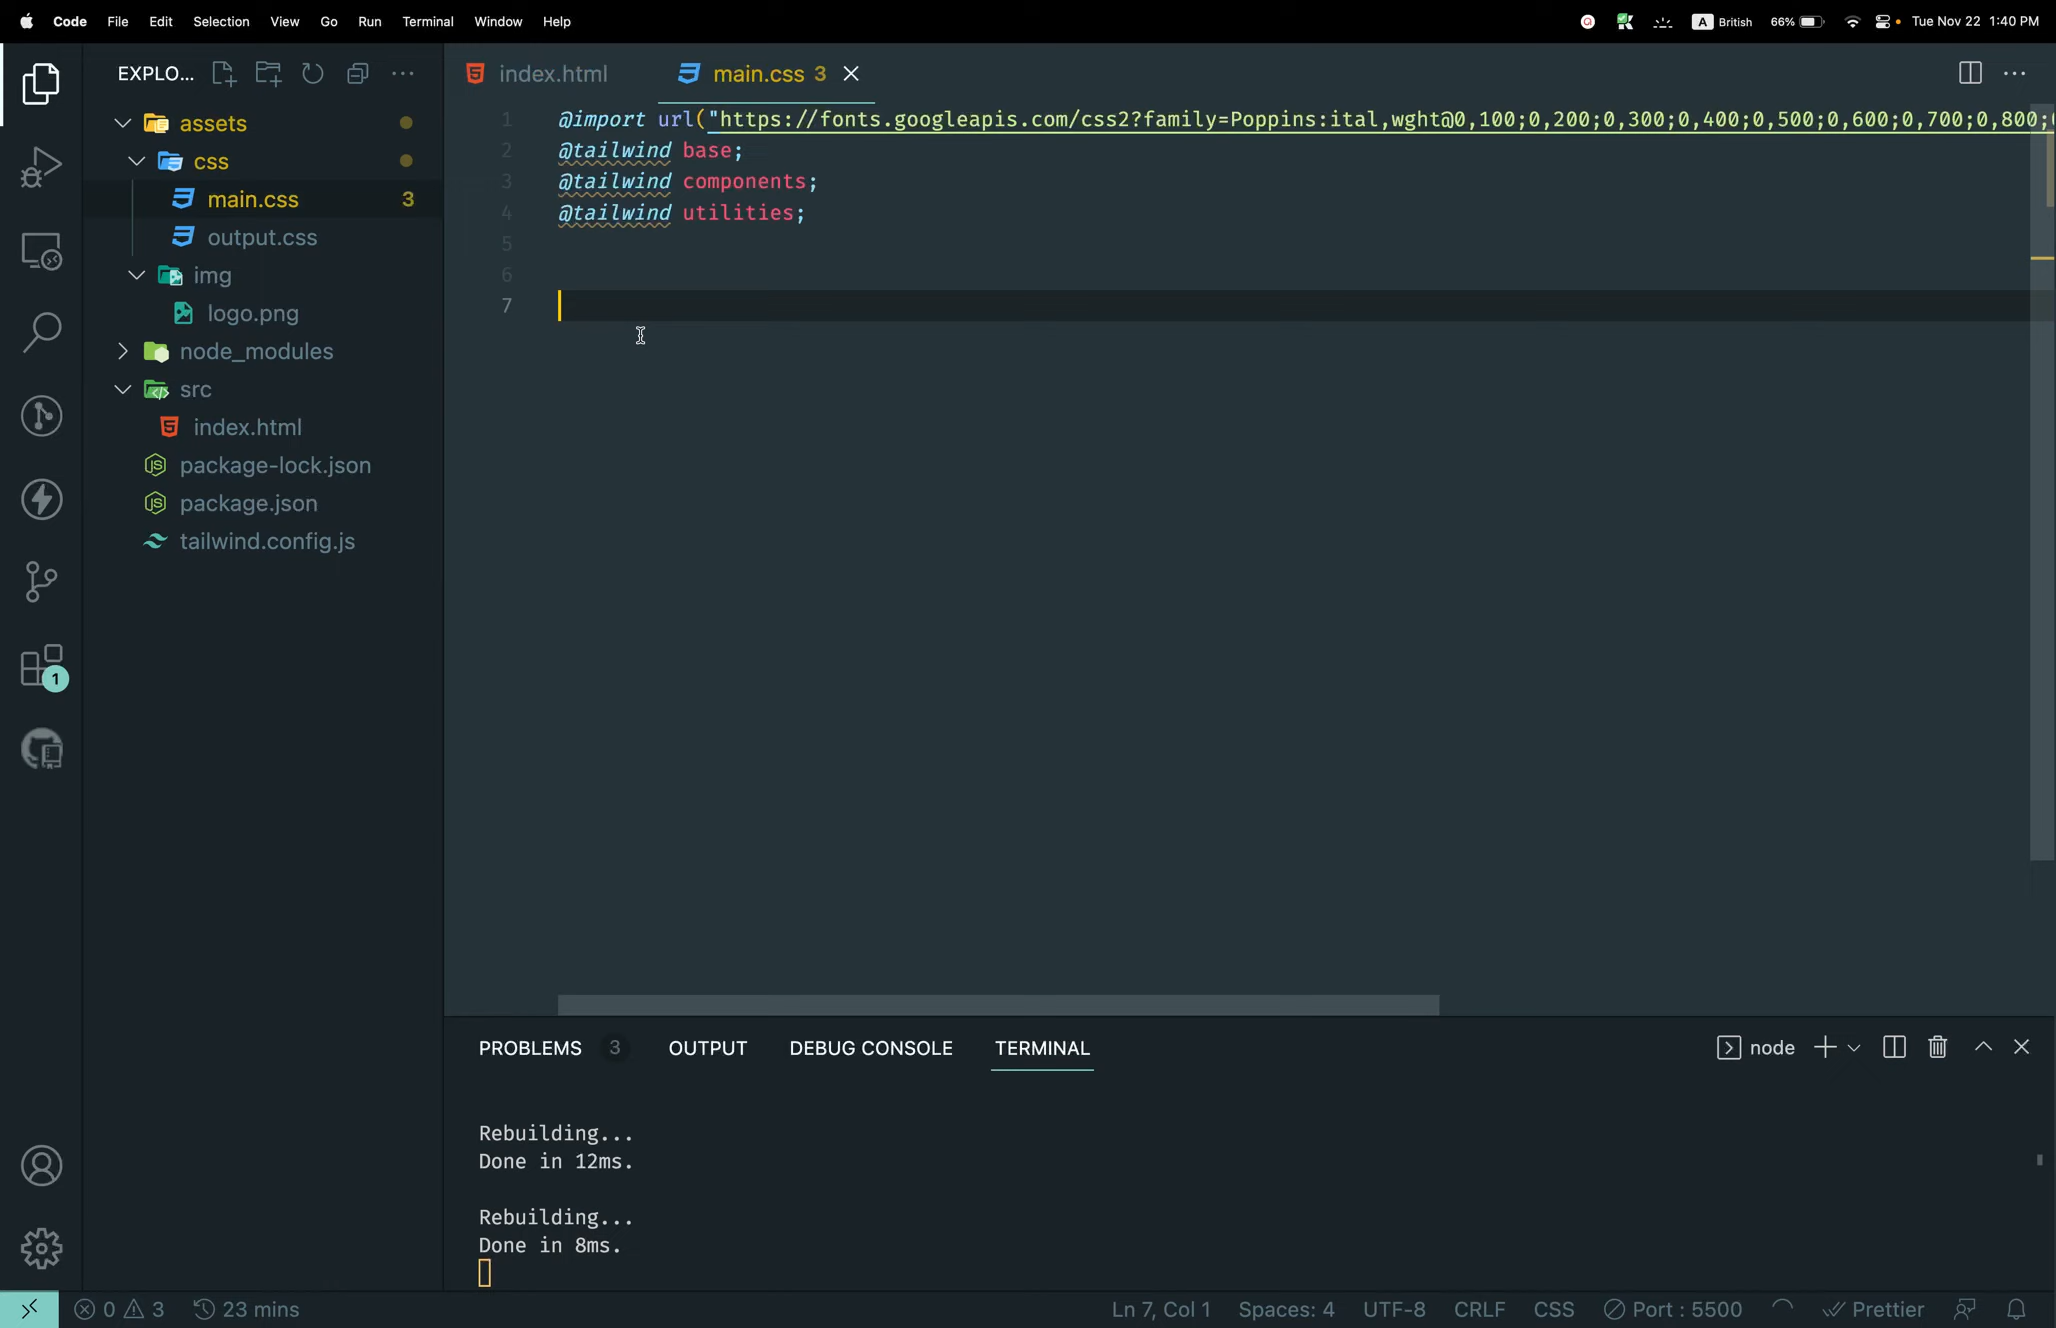 Code File Edit Selection View Go Run Terminal Window Help
A British 66% Tue Nov 22 1:40 PM
EXPLO...
index.html
main.css 3
assets
css
main.css 3
output.css
img
logo.png
node_modules
src
index.html
package-lock.json
package.json
tailwind.config.js
1 @import url("https://fonts.googleapis.com/css2?family=Poppins:ital,wght@0,100;0,200;0,300;0,400;0,500;0,600;0,700;0,800;
2 @tailwind base;
3 @tailwind components;
4 @tailwind utilities;
5
6
7
1
PROBLEMS 3 OUTPUT DEBUG CONSOLE TERMINAL
node
Rebuilding...
Done in 12ms.
Rebuilding...
Done in 8ms.
0 3 23 mins
Ln 7, Col 1 Spaces: 4 UTF-8 CRLF CSS Port : 5500 Prettier